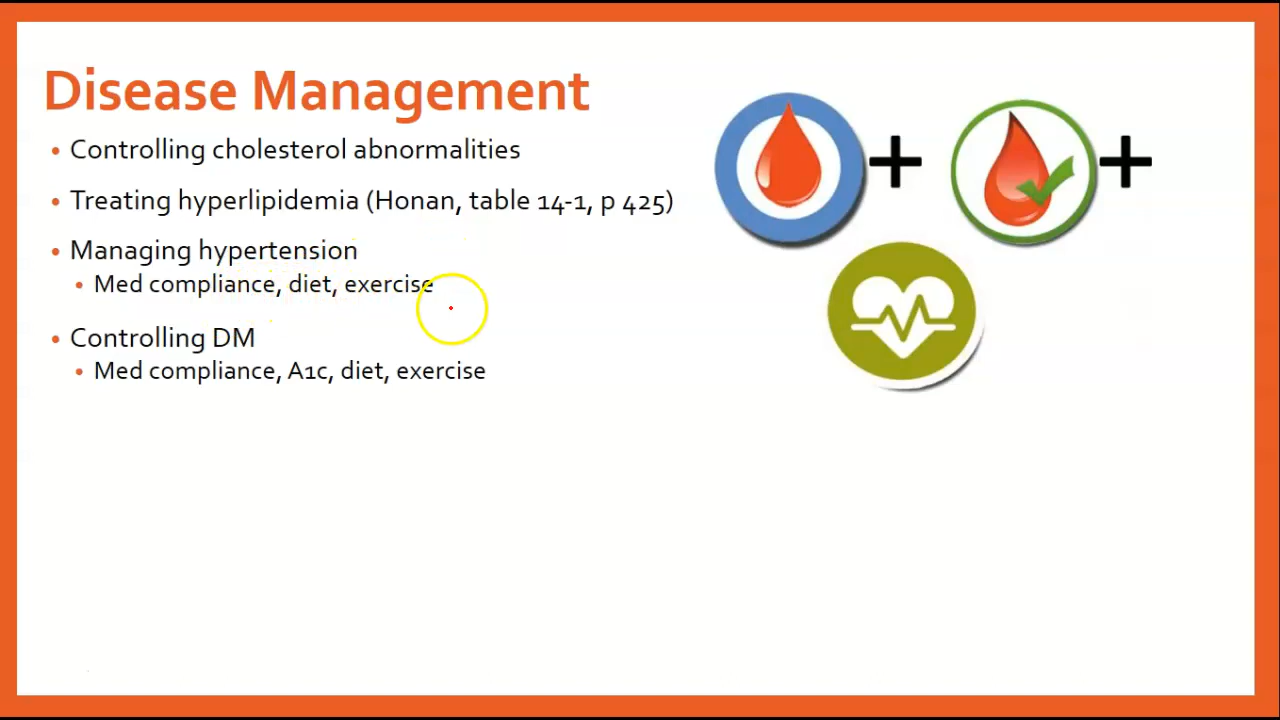 Disease Management
• Controlling cholesterol abnormalities
• Treating hyperlipidemia (Honan, table 14-1, p 425)
• Managing hypertension
• Med compliance, diet, exercise
• Controlling DM
• Med compliance, A1c, diet, exercise
+ +